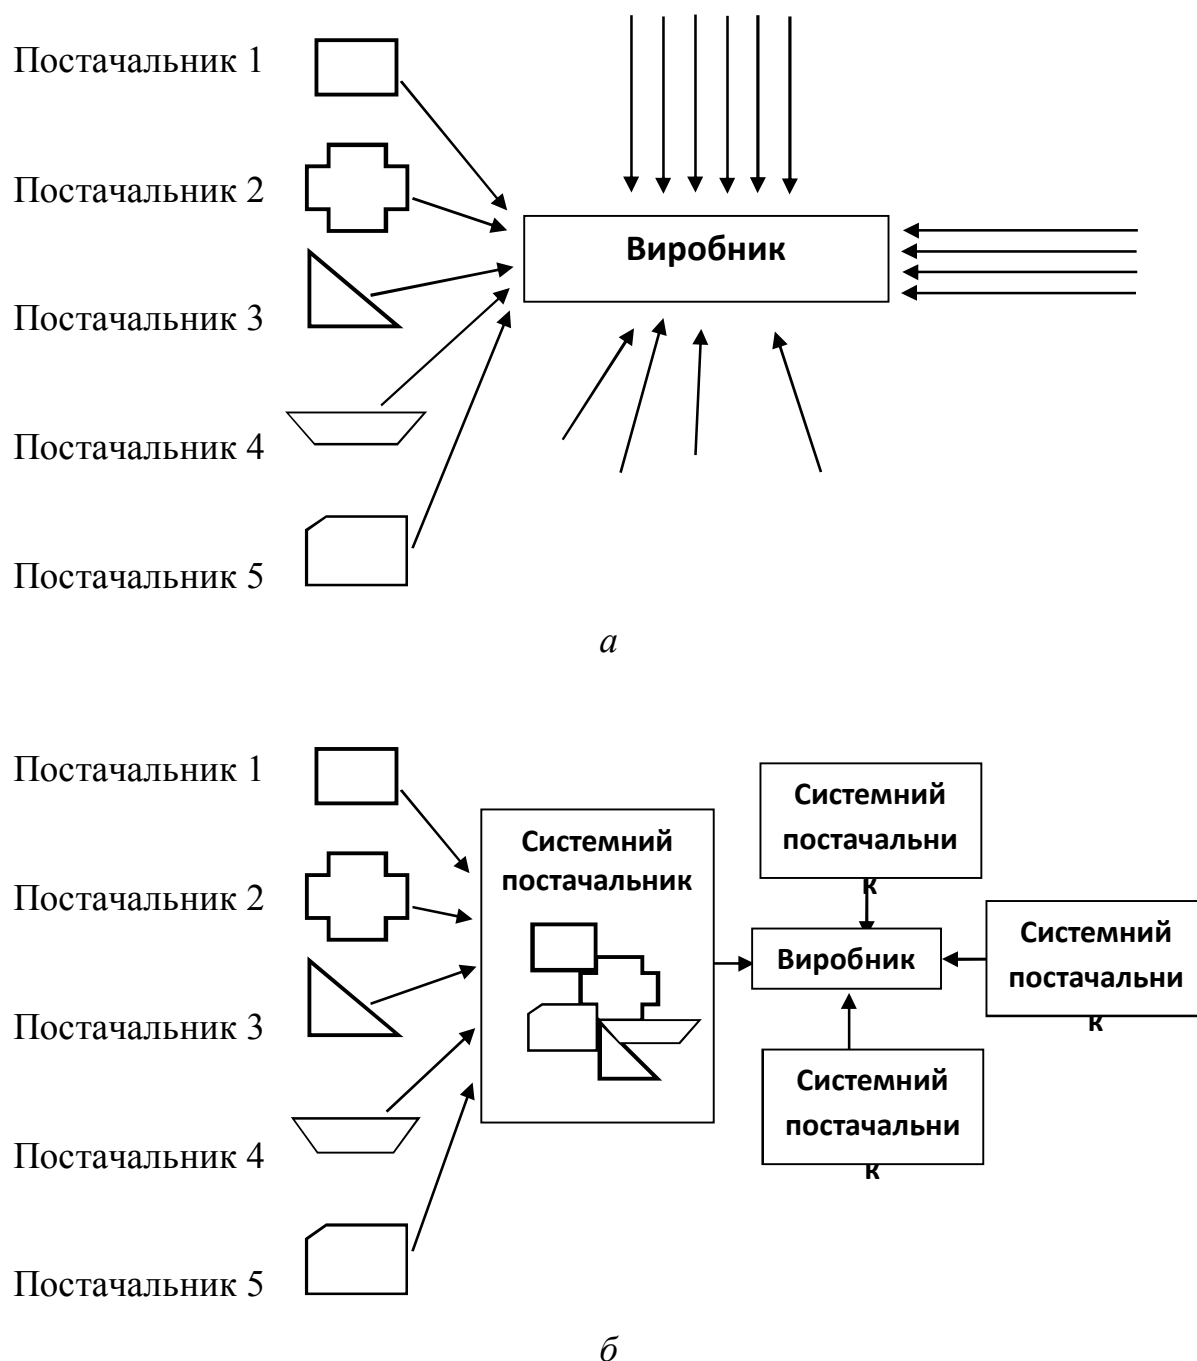 Постачальник 1
Постачальник 2
Виробник
Постачальник 3
Постачальник 4
Постачальник 5
а
Постачальник 1
Постачальник 2
Постачальник 3
Постачальник 4
Постачальник 5
Системний
постачальник
Системний
постачальни
к
Виробник
Системний
постачальни
к
Системний
постачальни
к
б